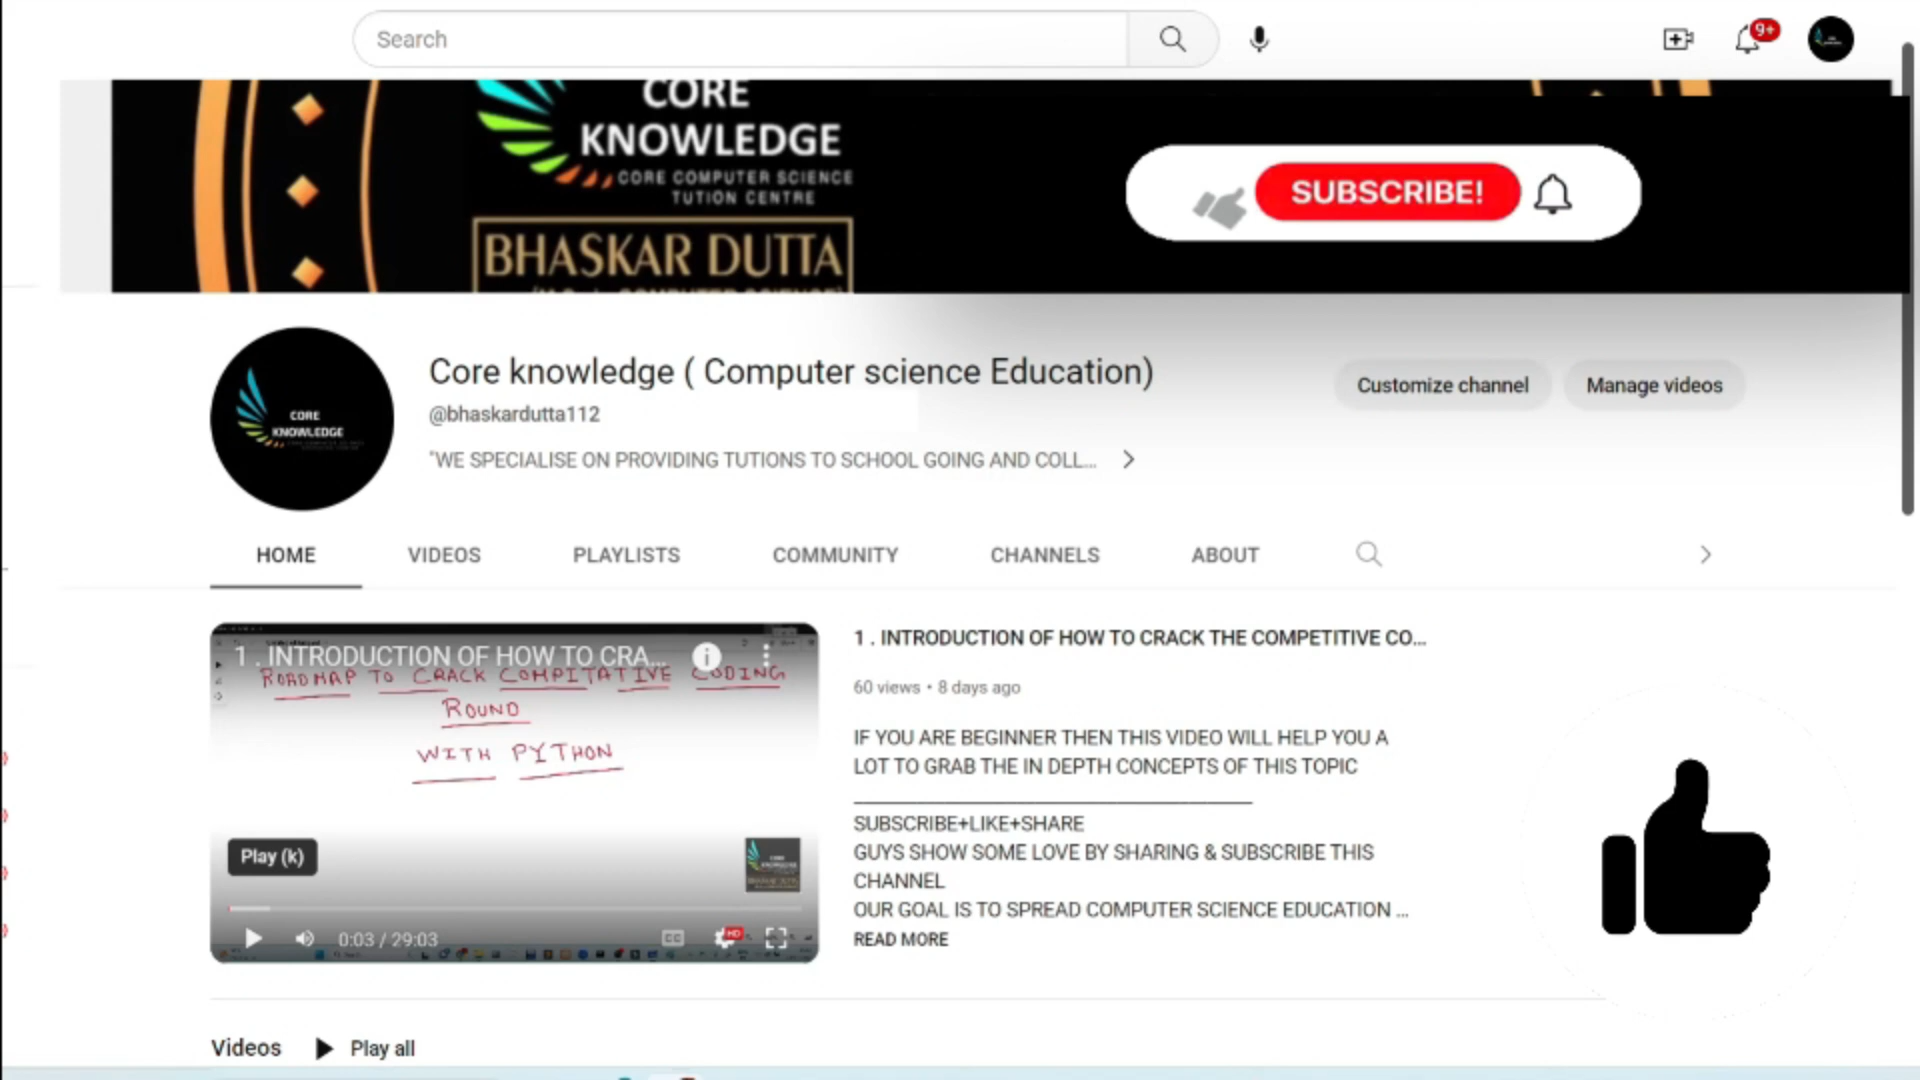 Search
9+
CORE
KNOWLEDGE
CORE COMPUTER SCIENCE
TUTION CENTRE
BHASKAR DUTTA
SUBSCRIBE!
CORE
KNOWLEDGE
Core knowledge ( Computer science Education)
@bhaskardutta112
"WE SPECIALISE ON PROVIDING TUTIONS TO SCHOOL GOING AND COLL...
Customize channel
Manage videos
HOME
VIDEOS
PLAYLISTS
COMMUNITY
CHANNELS
ABOUT
1 . INTRODUCTION OF HOW TO CRA...
ROADMAP TO CRACK COMPITATIVE CODING
ROUND
WITH PYTHON
Play (k)
0:03 / 29:03
CC
HD
1 . INTRODUCTION OF HOW TO CRACK THE COMPETITIVE CO...
60 views • 8 days ago
IF YOU ARE BEGINNER THEN THIS VIDEO WILL HELP YOU A
LOT TO GRAB THE IN DEPTH CONCEPTS OF THIS TOPIC
SUBSCRIBE+LIKE+SHARE
GUYS SHOW SOME LOVE BY SHARING & SUBSCRIBE THIS
CHANNEL
OUR GOAL IS TO SPREAD COMPUTER SCIENCE EDUCATION ...
READ MORE
Videos
Play all